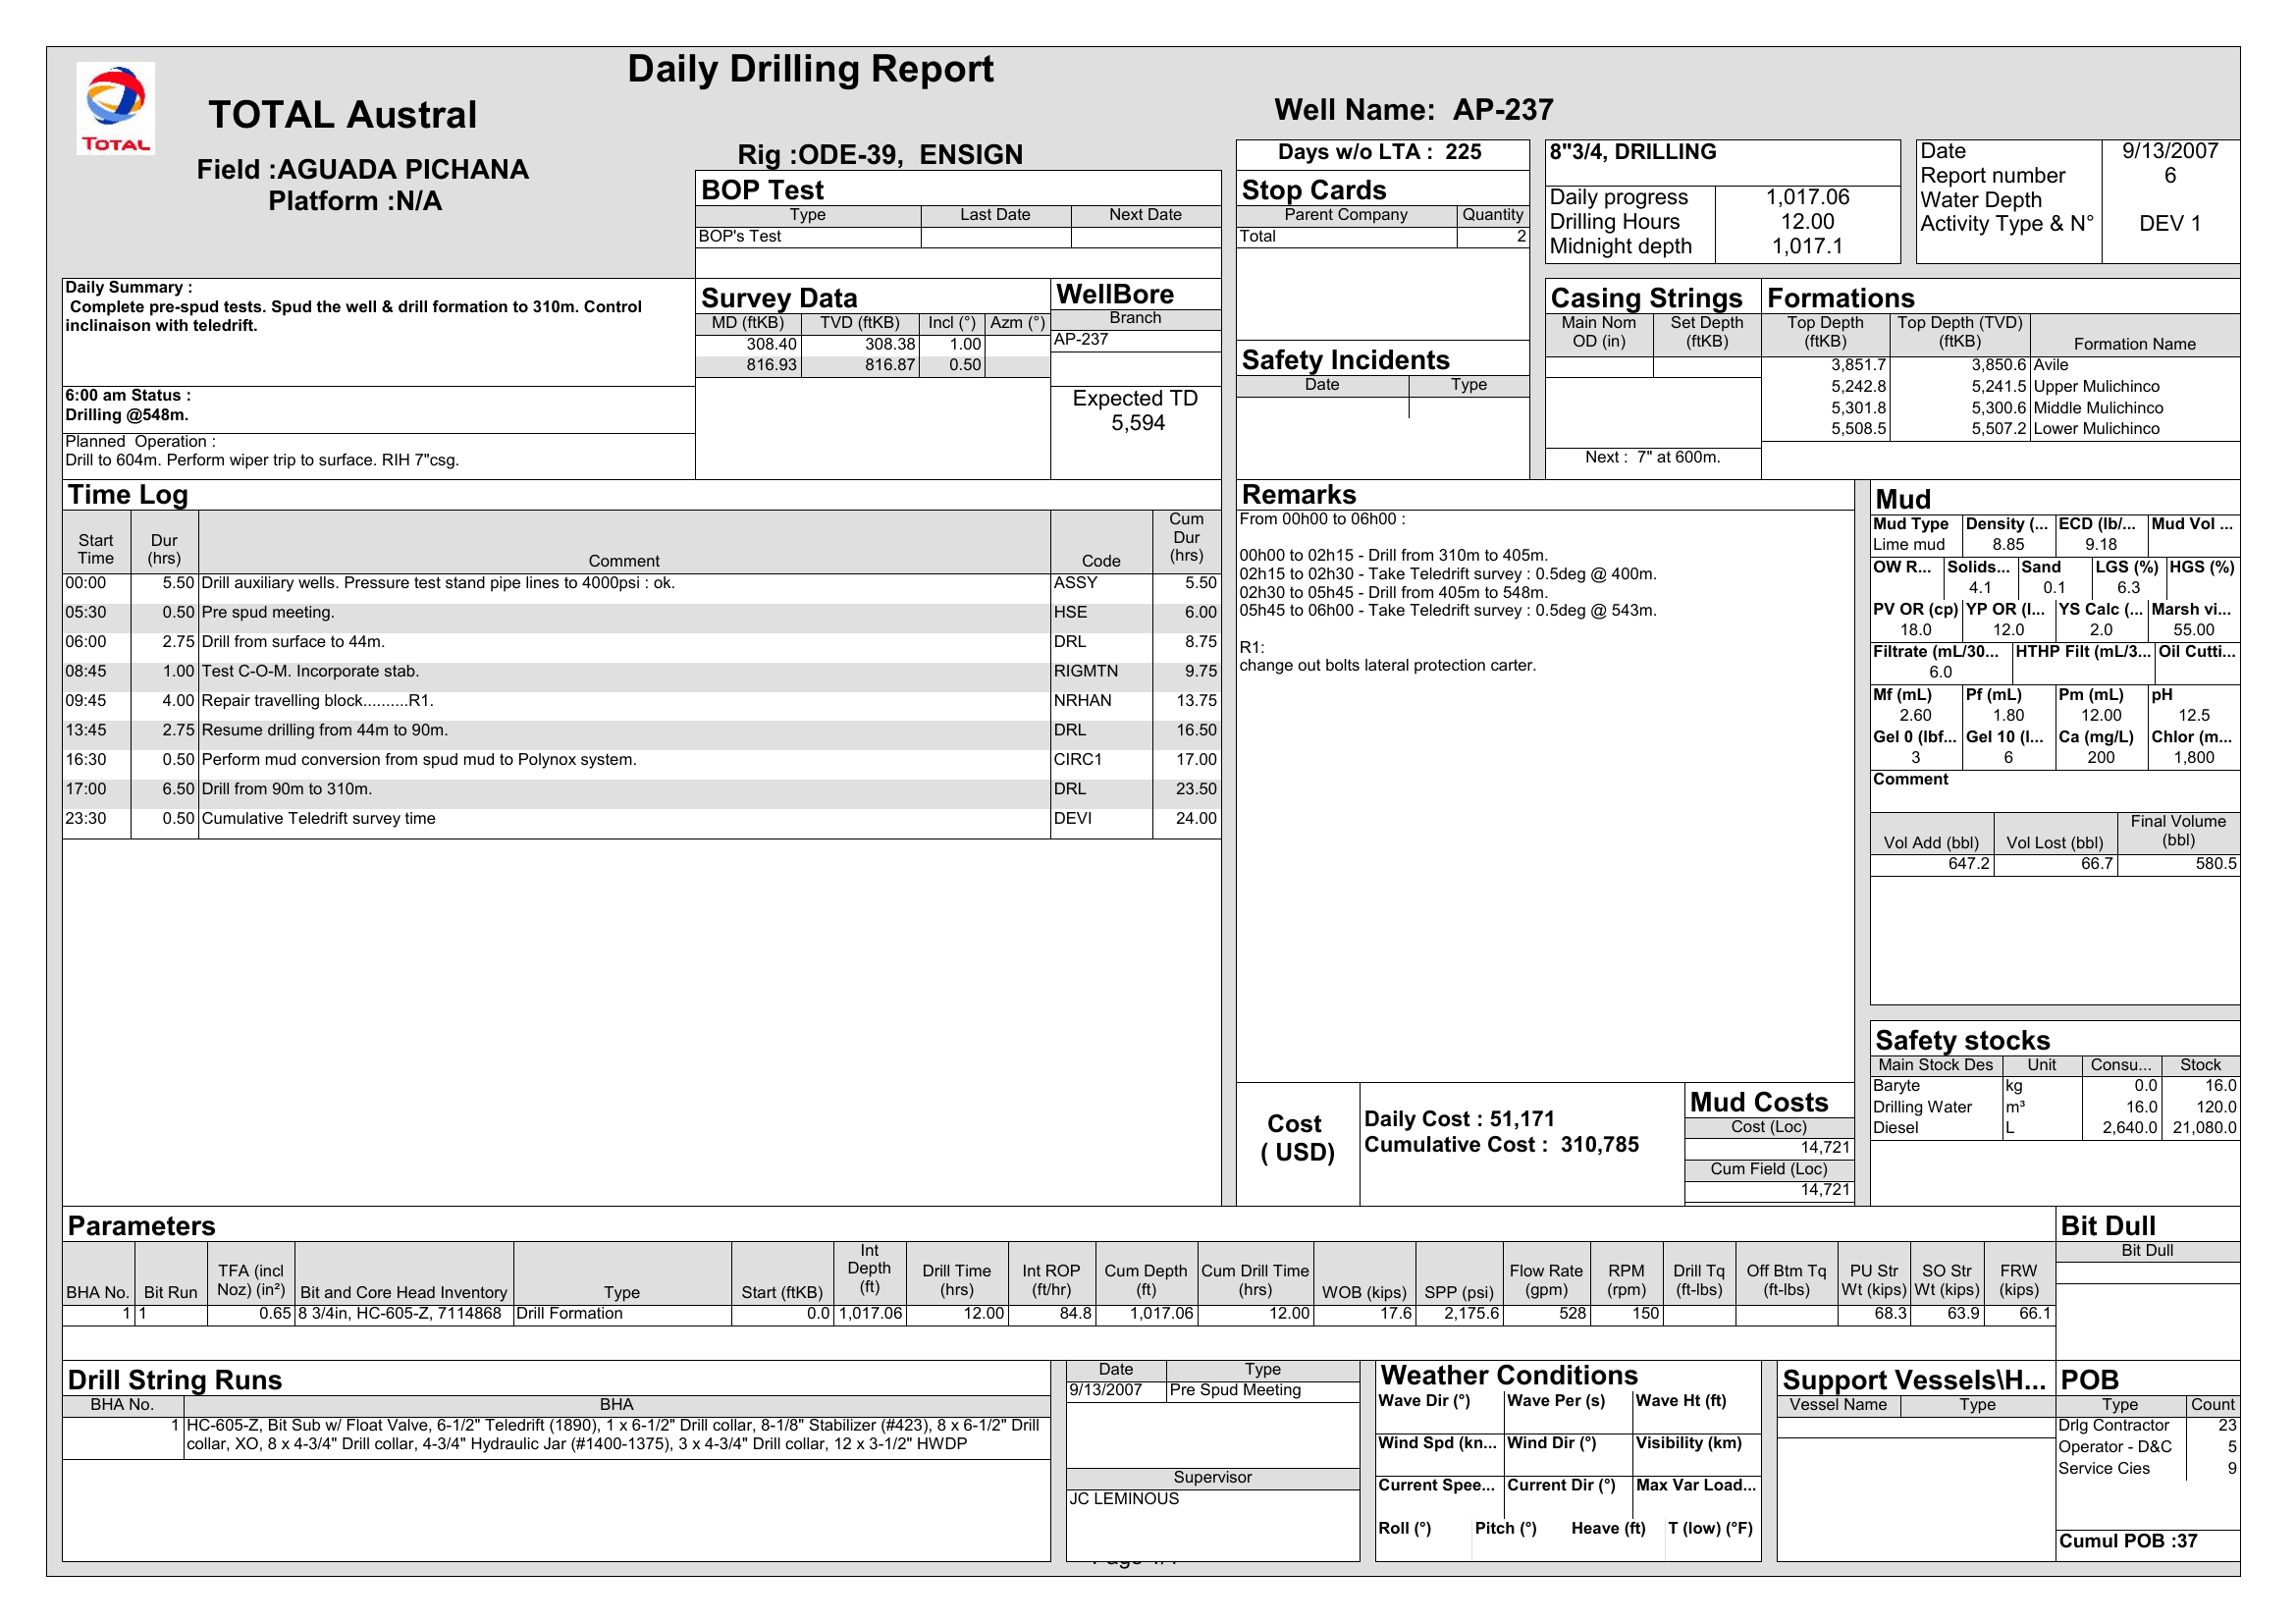 Daily Drilling Report
TOTAL
TOTAL Austral
Well Name: AP-237
Field :AGUADA PICHANA
Platform :N/A
Rig :ODE-39, ENSIGN
BOP Test
Type Last Date Next Date
BOP's Test
Days w/o LTA : 225
Stop Cards
Parent Company Quantity
Total 2
8"3/4, DRILLING
Daily progress 1,017.06
Drilling Hours 12.00
Midnight depth 1,017.1
Date 9/13/2007
Report number 6
Water Depth
Activity Type & N° DEV 1
Daily Summary :
Complete pre-spud tests. Spud the well & drill formation to 310m. Control
inclinaison with teledrift.
6:00 am Status :
Drilling @548m.
Planned Operation :
Drill to 604m. Perform wiper trip to surface. RIH 7"csg.
Survey Data
MD (ftKB) TVD (ftKB) Incl (°) Azm (°)
308.40 308.38 1.00
816.93 816.87 0.50
WellBore
Branch
AP-237
Expected TD
5,594
Safety Incidents
Date Type
Casing Strings
Main Nom Set Depth
OD (in) (ftKB)
Next : 7" at 600m.
Formations
Top Depth Top Depth (TVD)
(ftKB) (ftKB) Formation Name
3,851.7 3,850.6 Avile
5,242.8 5,241.5 Upper Mulichinco
5,301.8 5,300.6 Middle Mulichinco
5,508.5 5,507.2 Lower Mulichinco
Time Log
Start Time Dur (hrs) Comment Code Cum Dur (hrs)
00:00 5.50 Drill auxiliary wells. Pressure test stand pipe lines to 4000psi : ok. ASSY 5.50
05:30 0.50 Pre spud meeting. HSE 6.00
06:00 2.75 Drill from surface to 44m. DRL 8.75
08:45 1.00 Test C-O-M. Incorporate stab. RIGMTN 9.75
09:45 4.00 Repair travelling block..........R1. NRHAN 13.75
13:45 2.75 Resume drilling from 44m to 90m. DRL 16.50
16:30 0.50 Perform mud conversion from spud mud to Polynox system. CIRC1 17.00
17:00 6.50 Drill from 90m to 310m. DRL 23.50
23:30 0.50 Cumulative Teledrift survey time DEVI 24.00
Remarks
From 00h00 to 06h00 :
00h00 to 02h15 - Drill from 310m to 405m.
02h15 to 02h30 - Take Teledrift survey : 0.5deg @ 400m.
02h30 to 05h45 - Drill from 405m to 548m.
05h45 to 06h00 - Take Teledrift survey : 0.5deg @ 543m.
R1:
change out bolts lateral protection carter.
Mud
Mud Type Density (... ECD (lb/... Mud Vol ...
Lime mud 8.85 9.18
OW R... Solids... Sand LGS (%) HGS (%)
4.1 0.1 6.3
PV OR (cp) YP OR (l... YS Calc (... Marsh vi...
18.0 12.0 2.0 55.00
Filtrate (mL/30... HTHP Filt (mL/3... Oil Cutti...
6.0
Mf (mL) Pf (mL) Pm (mL) pH
2.60 1.80 12.00 12.5
Gel 0 (lbf... Gel 10 (l... Ca (mg/L) Chlor (m...
3 6 200 1,800
Comment
Vol Add (bbl) Vol Lost (bbl) Final Volume (bbl)
647.2 66.7 580.5
Safety stocks
Main Stock Des Unit Consu... Stock
Baryte kg 0.0 16.0
Drilling Water m³ 16.0 120.0
Diesel L 2,640.0 21,080.0
Cost
( USD)
Daily Cost : 51,171
Cumulative Cost : 310,785
Mud Costs
Cost (Loc)
14,721
Cum Field (Loc)
14,721
Parameters
BHA No. Bit Run TFA (incl Noz) (in²) Bit and Core Head Inventory Type Start (ftKB) Int Depth (ft) Drill Time (hrs) Int ROP (ft/hr) Cum Depth (ft) Cum Drill Time (hrs) WOB (kips) SPP (psi) Flow Rate (gpm) RPM (rpm) Drill Tq (ft-lbs) Off Btm Tq (ft-lbs) PU Str Wt (kips) SO Str Wt (kips) FRW (kips)
1 1 0.65 8 3/4in, HC-605-Z, 7114868 Drill Formation 0.0 1,017.06 12.00 84.8 1,017.06 12.00 17.6 2,175.6 528 150 68.3 63.9 66.1
Bit Dull
Bit Dull
Drill String Runs
BHA No. BHA
1 HC-605-Z, Bit Sub w/ Float Valve, 6-1/2" Teledrift (1890), 1 x 6-1/2" Drill collar, 8-1/8" Stabilizer (#423), 8 x 6-1/2" Drill
collar, XO, 8 x 4-3/4" Drill collar, 4-3/4" Hydraulic Jar (#1400-1375), 3 x 4-3/4" Drill collar, 12 x 3-1/2" HWDP
Date Type
9/13/2007 Pre Spud Meeting
Supervisor
JC LEMINOUS
Weather Conditions
Wave Dir (°) Wave Per (s) Wave Ht (ft)
Wind Spd (kn... Wind Dir (°) Visibility (km)
Current Spee... Current Dir (°) Max Var Load...
Roll (°) Pitch (°) Heave (ft) T (low) (°F)
Support Vessels\H...
Vessel Name Type
POB
Type Count
Drlg Contractor 23
Operator - D&C 5
Service Cies 9
Cumul POB :37